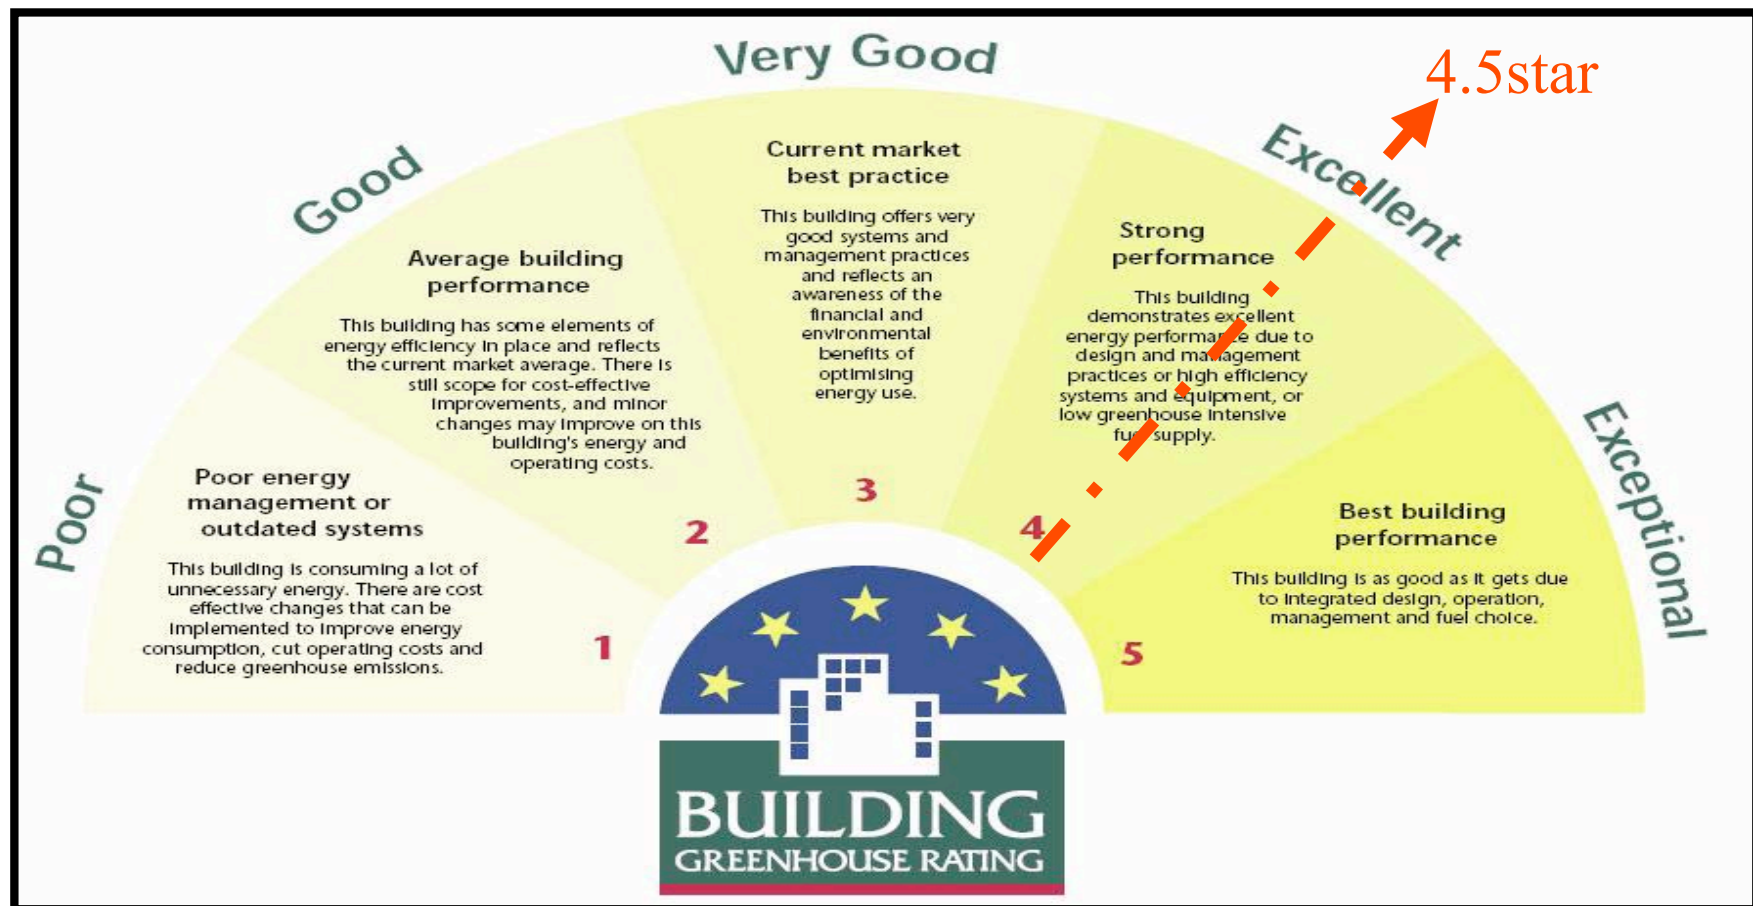 Poor
Poor energy
management or
outdated systems
This building is consuming a lot of
unnecessary energy. There are cost
effective changes that can be
implemented to improve energy
consumption, cut operating costs and
reduce greenhouse emissions.
1
Good
Average building
performance
This building has some elements of
energy efficiency in place and reflects
the current market average. There is
still scope for cost-effective
improvements, and minor
changes may improve on this
building's energy and
operating costs.
2
Very Good
Current market
best practice
This building offers very
good systems and
management practices
and reflects an
awareness of the
financial and
environmental
benefits of
optimising
energy use.
3
Excellent
4.5star
Strong
performance
This building
demonstrates excellent
energy performance due to
design and management
practices or high efficiency
systems and equipment, or
low greenhouse intensive
fuel supply.
4
Exceptional
Best building
performance
This building is as good as it gets due
to integrated design, operation,
management and fuel choice.
5
BUILDING
GREENHOUSE RATING